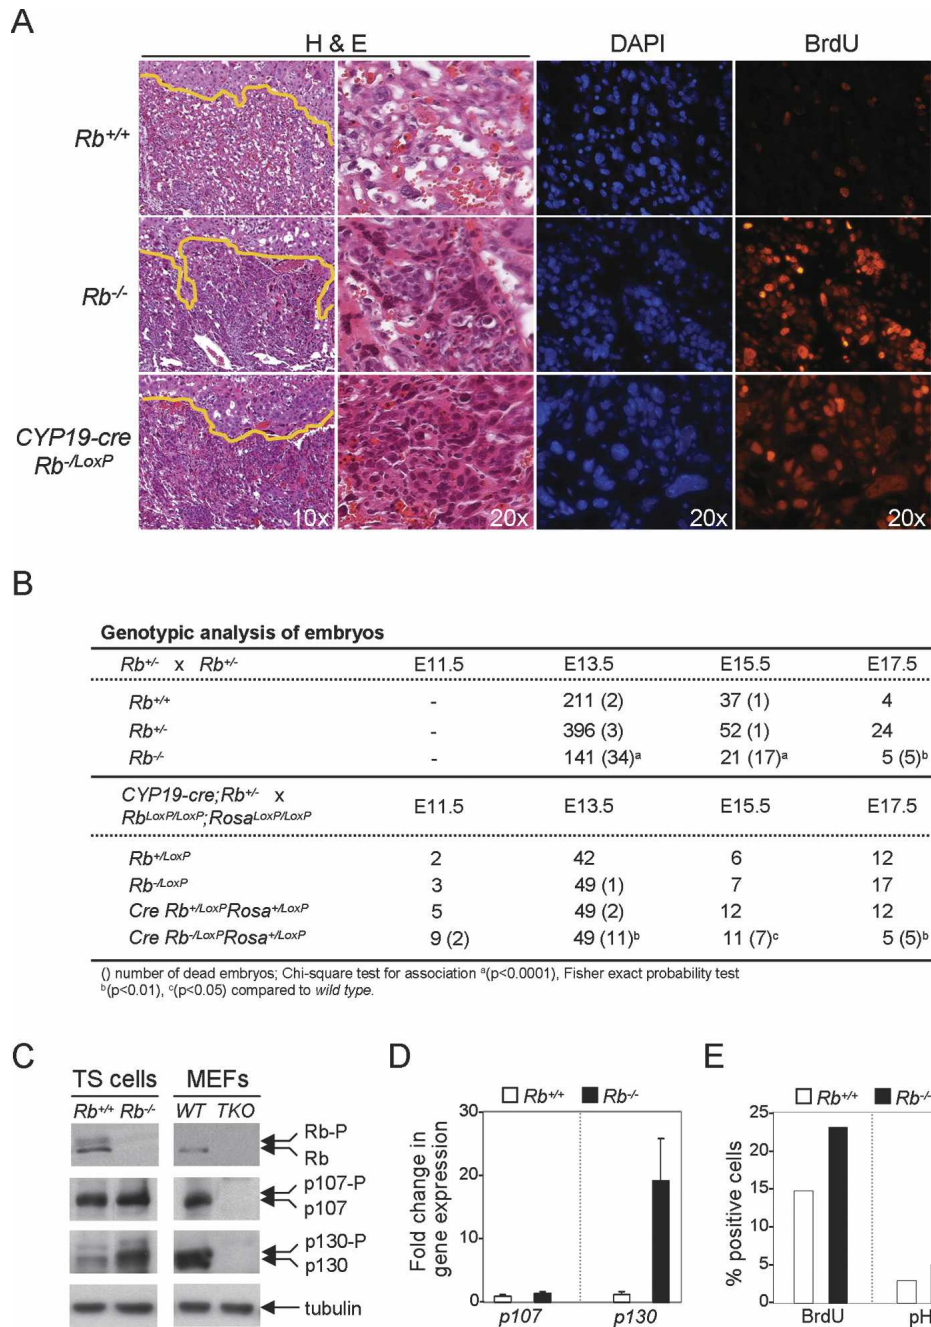 A
H & E DAPI BrdU
Rb+/+
Rb-/-
CYP19-cre
Rb-/LoxP
10x 20x 20x 20x
B
Genotypic analysis of embryos
Rb+/- x Rb+/- E11.5 E13.5 E15.5 E17.5
Rb+/+ - 211 (2) 37 (1) 4
Rb+/- - 396 (3) 52 (1) 24
Rb-/- - 141 (34)a 21 (17)a 5 (5)b
CYP19-cre;Rb+/- x
RbLoxP/LoxP;RosaLoxP/LoxP E11.5 E13.5 E15.5 E17.5
Rb+/LoxP 2 42 6 12
Rb-/LoxP 3 49 (1) 7 17
Cre Rb+/LoxPRosa+/LoxP 5 49 (2) 12 12
Cre Rb-/LoxPRosa+/LoxP 9 (2) 49 (11)b 11 (7)c 5 (5)b
() number of dead embryos; Chi-square test for association a(p<0.0001), Fisher exact probability test
b(p<0.01), c(p<0.05) compared to wild type.
C
TS cells MEFs
Rb+/+ Rb-/- WT TKO
Rb-P
Rb
p107-P
p107
p130-P
p130
tubulin
D
Rb+/+ Rb-/-
Fold change in
gene expression
30
20
10
0
p107 p130
E
Rb+/+ Rb-/-
% positive cells
25
20
15
10
5
0
BrdU pH